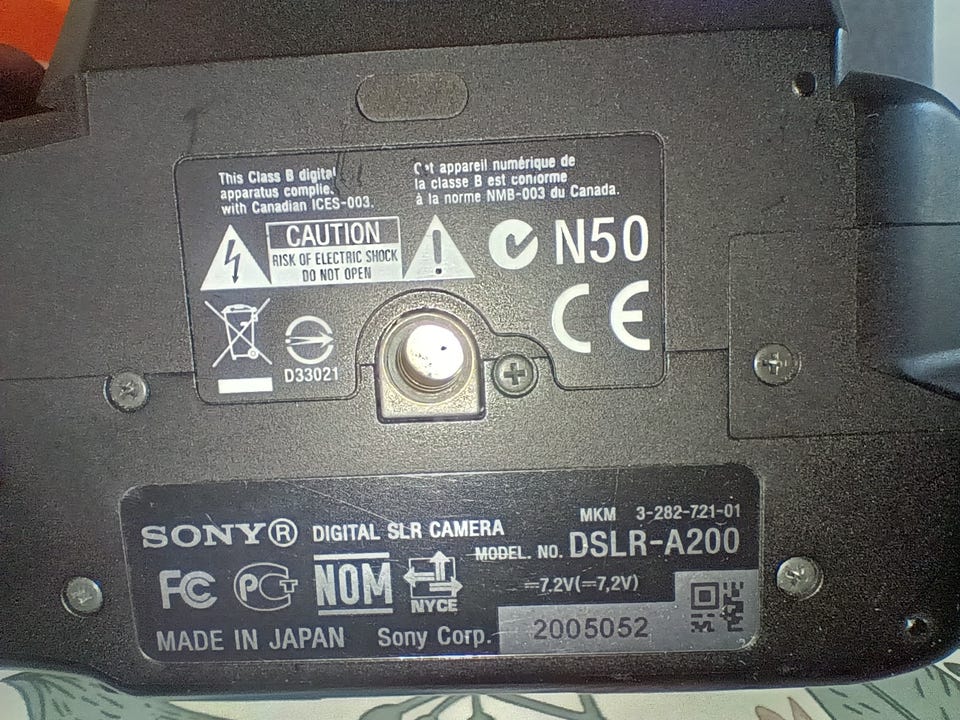 This Class B digital
apparatus complie
with Canadian ICES-003.
appareil numérique de
la classe B est conforme
à la norme NMB-003 du Canada.
CAUTION
RISK OF ELECTRIC SHOCK
DO NOT OPEN
N50
CE
D33021
SONY®
DIGITAL SLR CAMERA
MKM 3-282-721-01
MODEL. NO. DSLR-A200
FC
PCT
NOM
NYCE
⎓7.2V(⎓7,2V)
MADE IN JAPAN
Sony Corp.
2005052